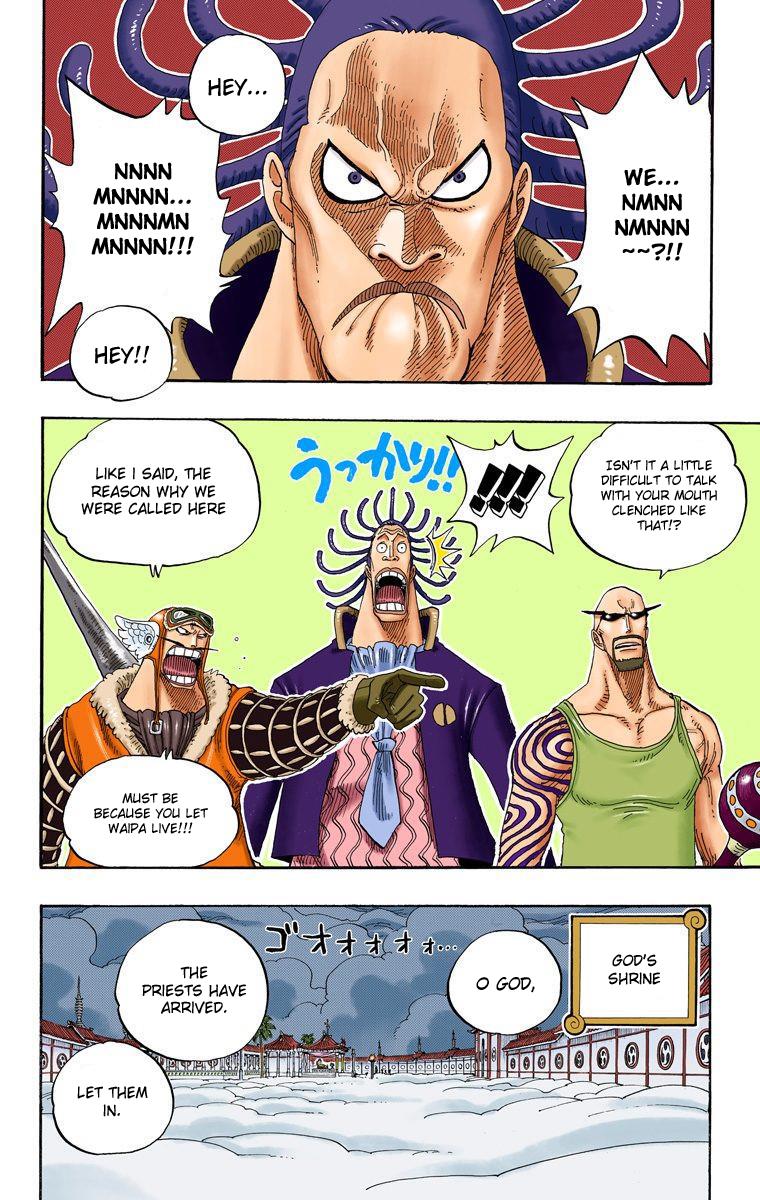 WE...
NMNN
NMNNN
~~?!!
HEY...
NNNN
MNNNN...
MNNNMN
MNNNN!!!
HEY!!
ISN'T IT A LITTLE
DIFFICULT TO TALK
WITH YOUR MOUTH
CLENCHED LIKE
THAT!?
!!!
うっかり!!
LIKE I SAID, THE
REASON WHY WE
WERE CALLED HERE
MUST BE
BECAUSE YOU LET
WAIPA LIVE!!!
GOD'S
SHRINE
O GOD,
ゴオォォォォ...
THE
PRIESTS HAVE
ARRIVED.
LET THEM
IN.